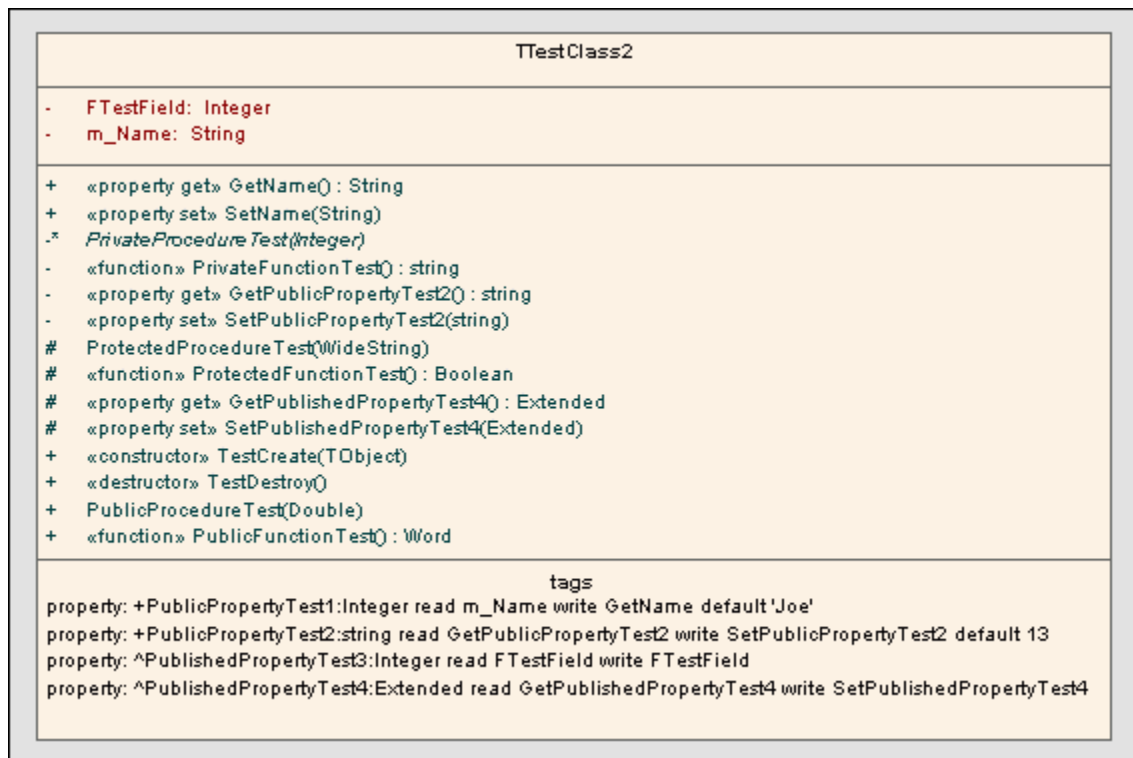 TTestClass2
- FTestField: Integer
- m_Name: String
+ «property get» GetName() : String
+ «property set» SetName(String)
-* PrivateProcedureTest(Integer)
- «function» PrivateFunctionTest() : string
- «property get» GetPublicPropertyTest2() : string
- «property set» SetPublicPropertyTest2(string)
# ProtectedProcedureTest(WideString)
# «function» ProtectedFunctionTest() : Boolean
# «property get» GetPublishedPropertyTest4() : Extended
# «property set» SetPublishedPropertyTest4(Extended)
+ «constructor» TestCreate(TObject)
+ «destructor» TestDestroy()
+ PublicProcedureTest(Double)
+ «function» PublicFunctionTest() : Word
tags
property: +PublicPropertyTest1:Integer read m_Name write GetName default 'Joe'
property: +PublicPropertyTest2:string read GetPublicPropertyTest2 write SetPublicPropertyTest2 default 13
property: ^PublishedPropertyTest3:Integer read FTestField write FTestField
property: ^PublishedPropertyTest4:Extended read GetPublishedPropertyTest4 write SetPublishedPropertyTest4